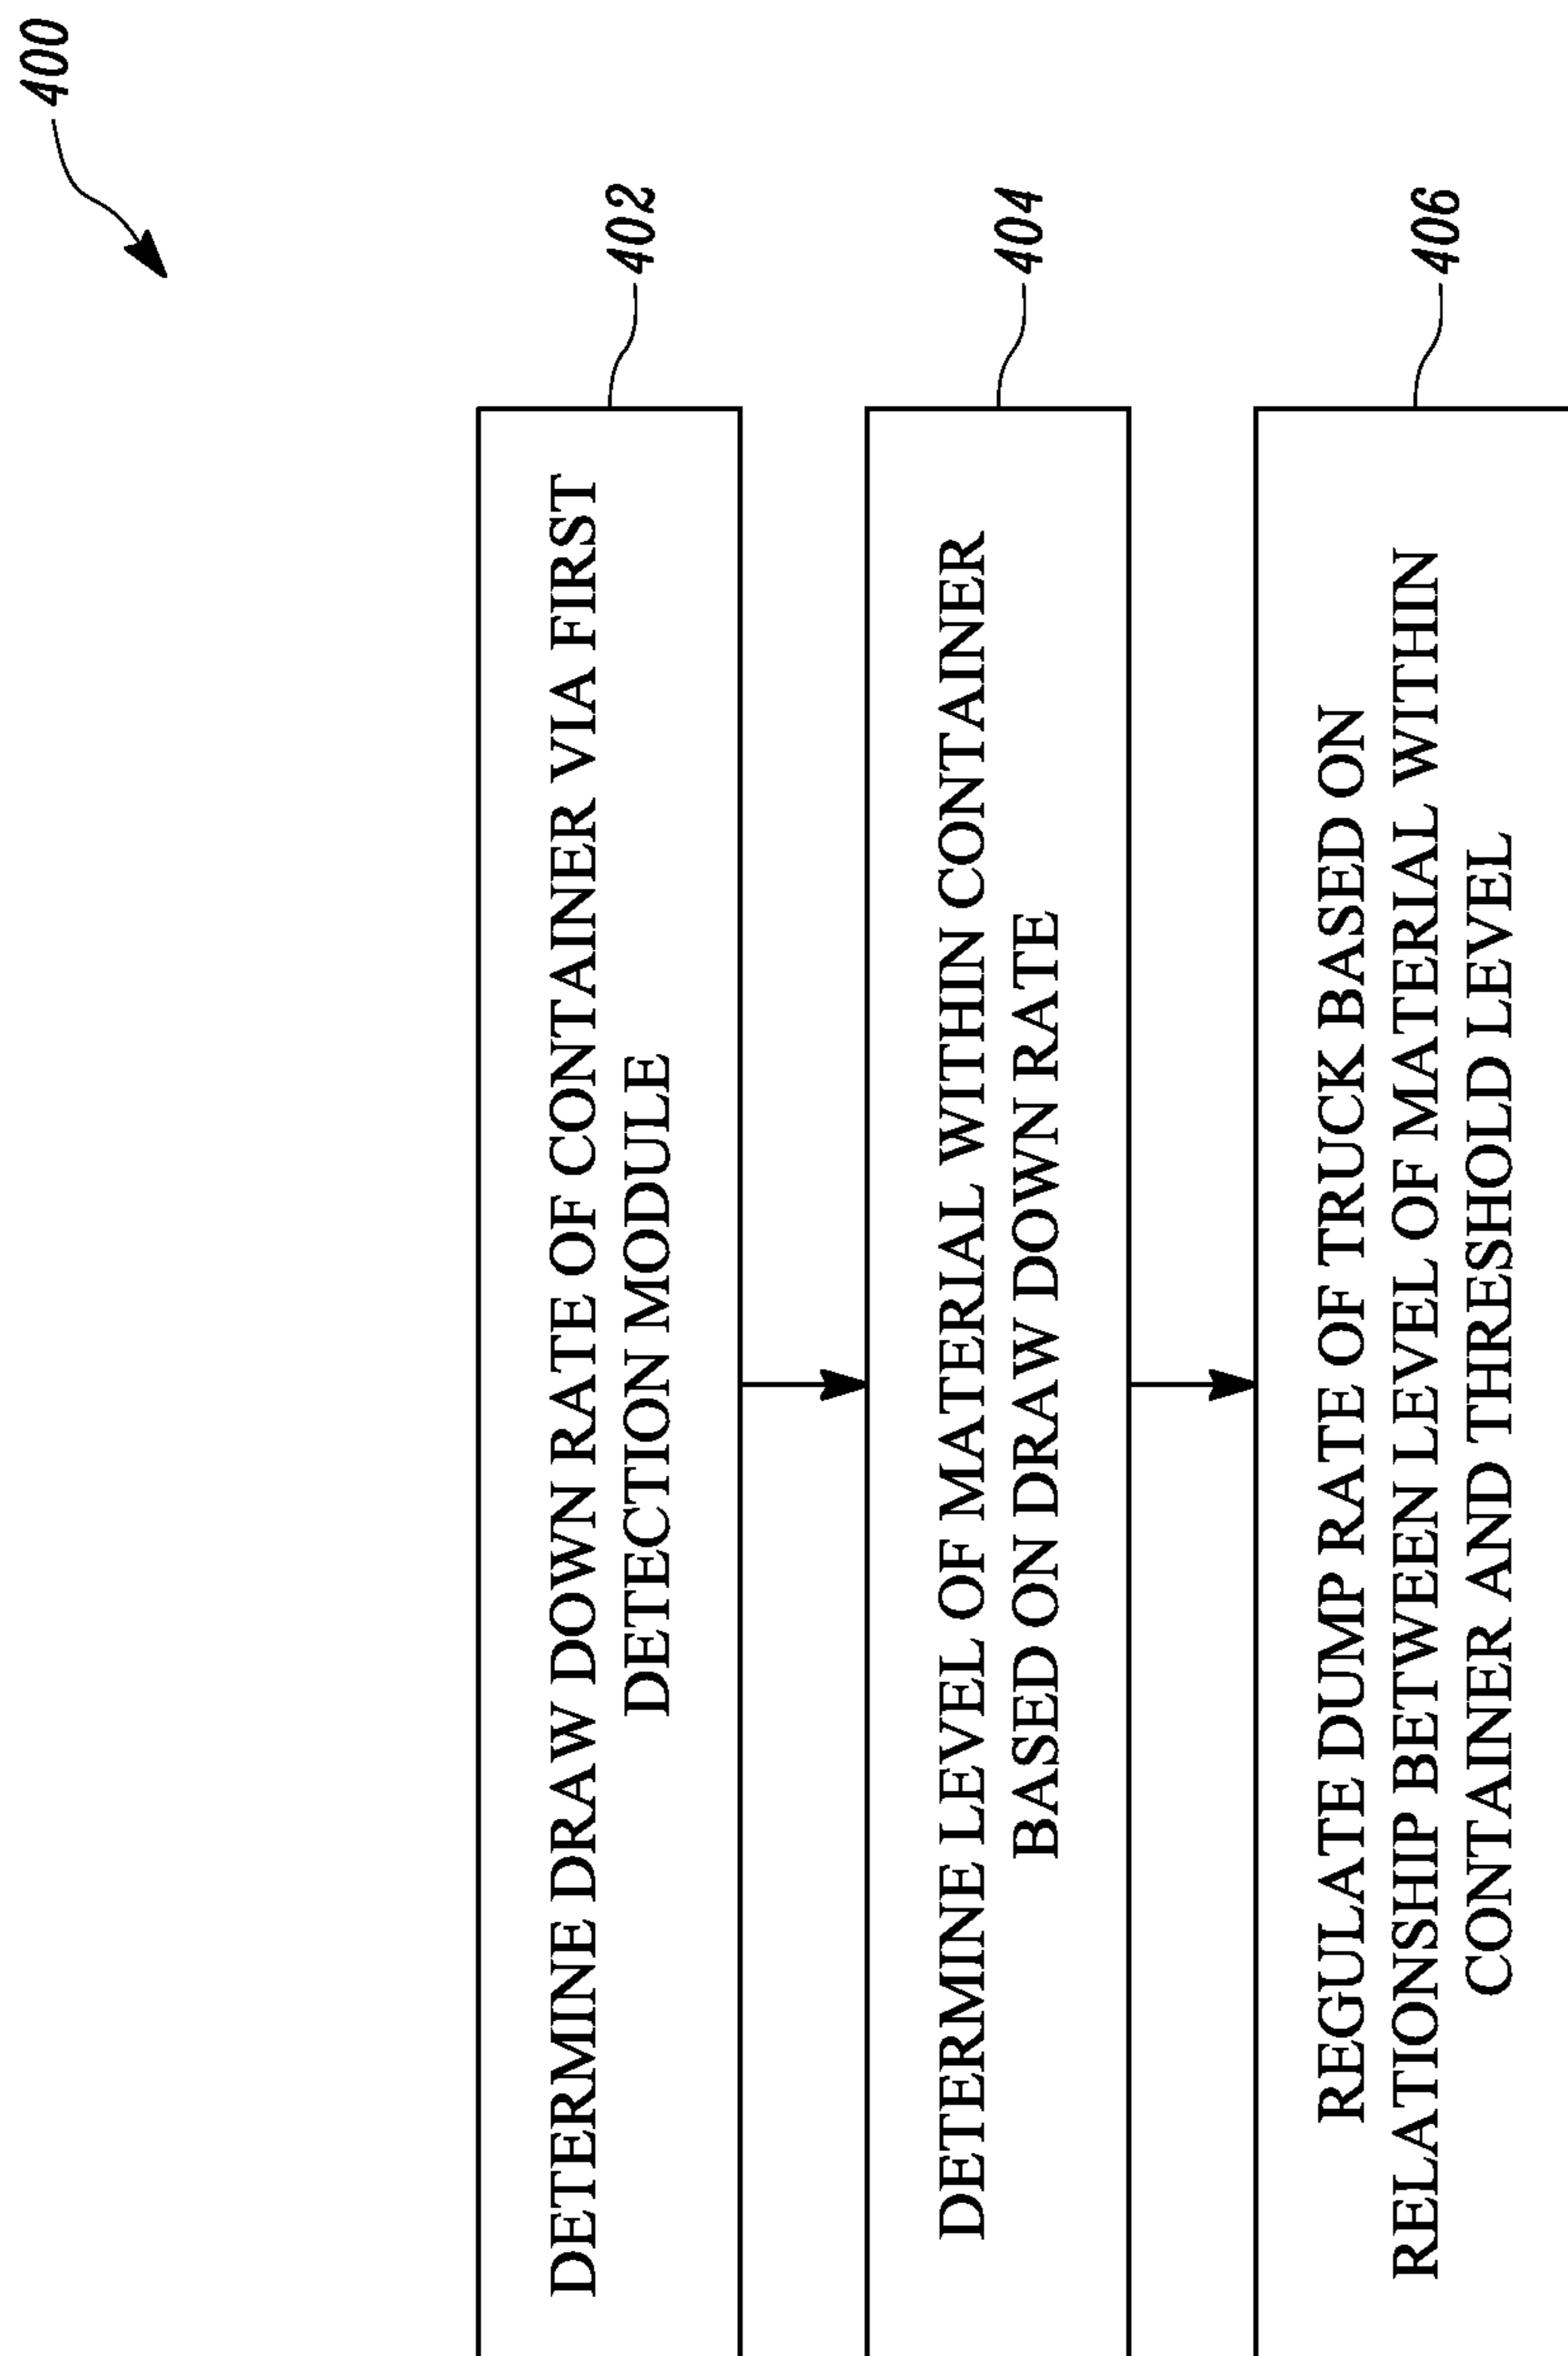 400
402
DETERMINE DRAW DOWN RATE OF CONTAINER VIA FIRST
DETECTION MODULE
404
DETERMINE LEVEL OF MATERIAL WITHIN CONTAINER
BASED ON DRAW DOWN RATE
406
REGULATE DUMP RATE OF TRUCK BASED ON
RELATIONSHIP BETWEEN LEVEL OF MATERIAL WITHIN
CONTAINER AND THRESHOLD LEVEL